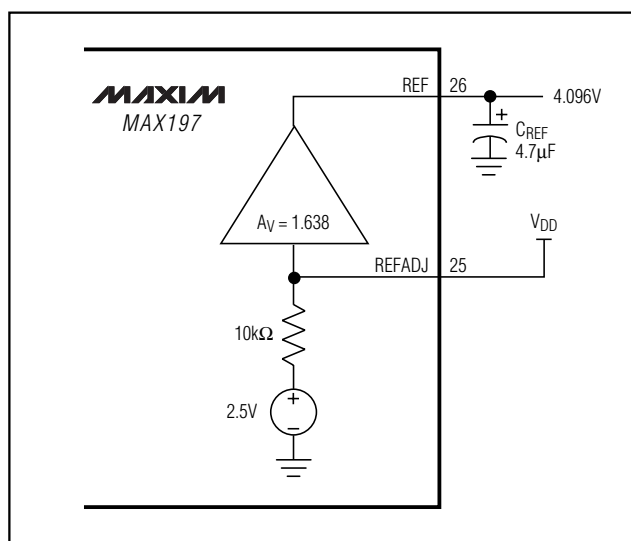 MAXIM
MAX197
REF 26
4.096V
+
CREF
4.7µF
AV = 1.638
VDD
REFADJ 25
10kΩ
2.5V
+
−